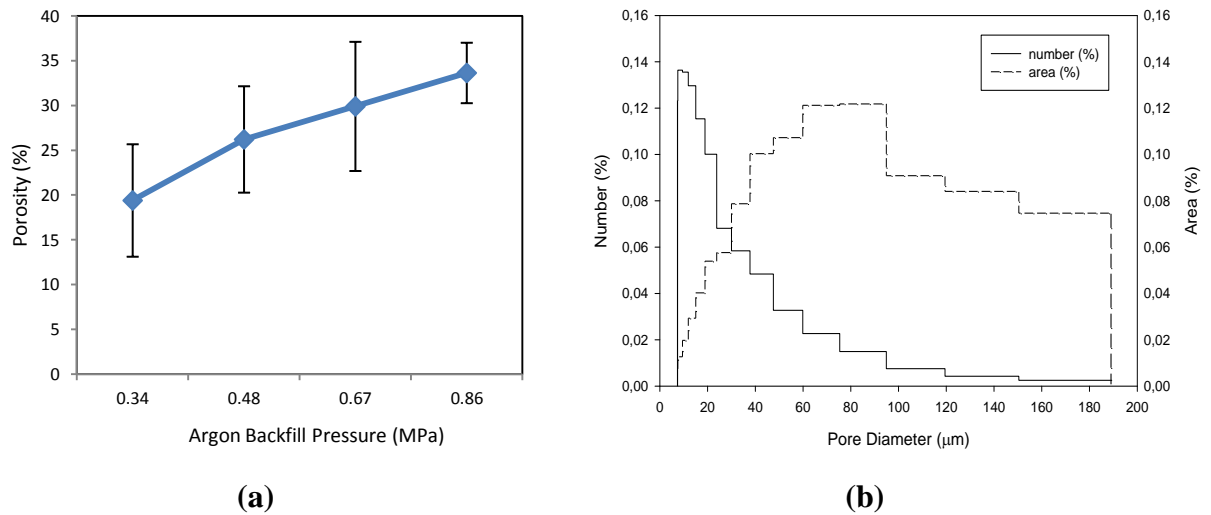 40
35
30
25
20
15
10
5
0
Porosity (%)
0.34 0.48 0.67 0.86
Argon Backfill Pressure (MPa)
(a)
0,16
0,14
0,12
0,10
0,08
0,06
0,04
0,02
0,00
Number (%)
number (%)
area (%)
0,16
0,14
0,12
0,10
0,08
0,06
0,04
0,02
0,00
Area (%)
0 20 40 60 80 100 120 140 160 180 200
Pore Diameter (μm)
(b)